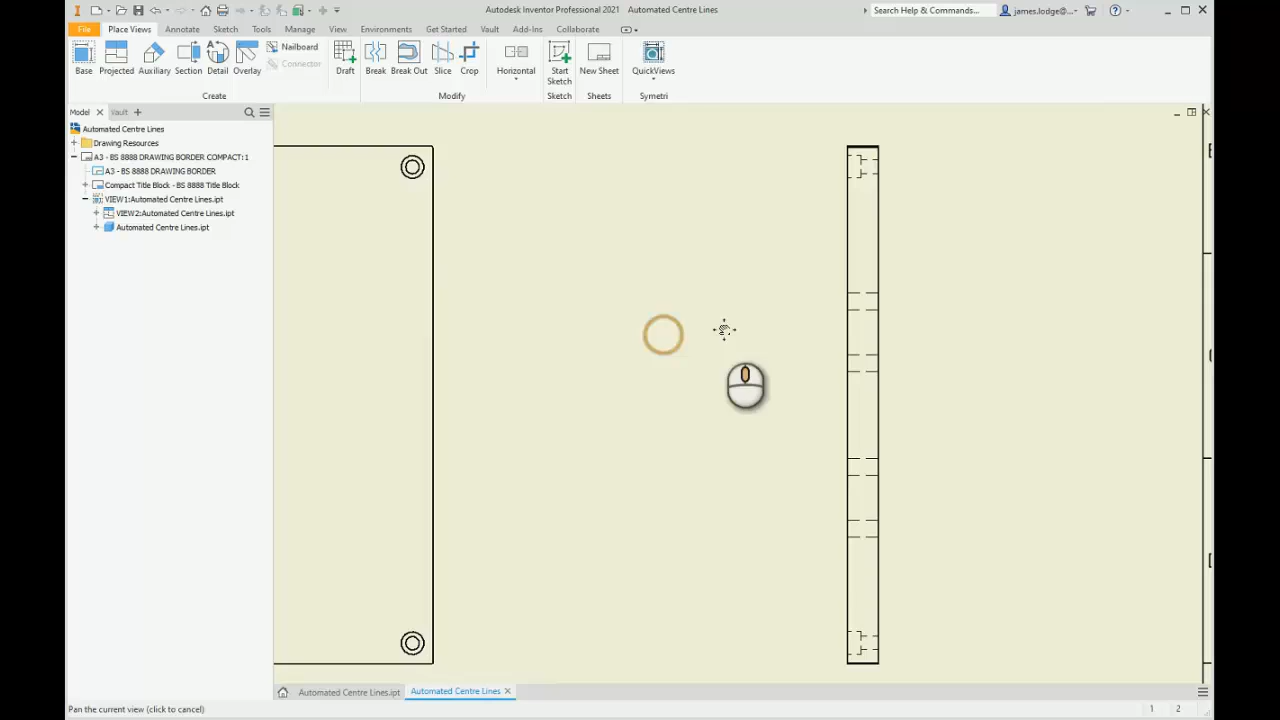 Autodesk Inventor Professional 2021 Automated Centre Lines
Search Help & Commands...
james.lodge@...
File Place Views Annotate Sketch Tools Manage View Environments Get Started Vault Add-Ins Collaborate
Base Projected Auxiliary Section Detail Overlay
Nailboard
Connector
Draft Break Break Out Slice Crop Horizontal
Start Sketch
New Sheet QuickViews
Create Modify Sketch Sheets Symetri
Model Vault
Automated Centre Lines
Drawing Resources
A3 - BS 8888 DRAWING BORDER COMPACT:1
A3 - BS 8888 DRAWING BORDER
Compact Title Block - BS 8888 Title Block
VIEW1:Automated Centre Lines.ipt
VIEW2:Automated Centre Lines.ipt
Automated Centre Lines.ipt
Automated Centre Lines.ipt Automated Centre Lines
Pan the current view (click to cancel)
1 2